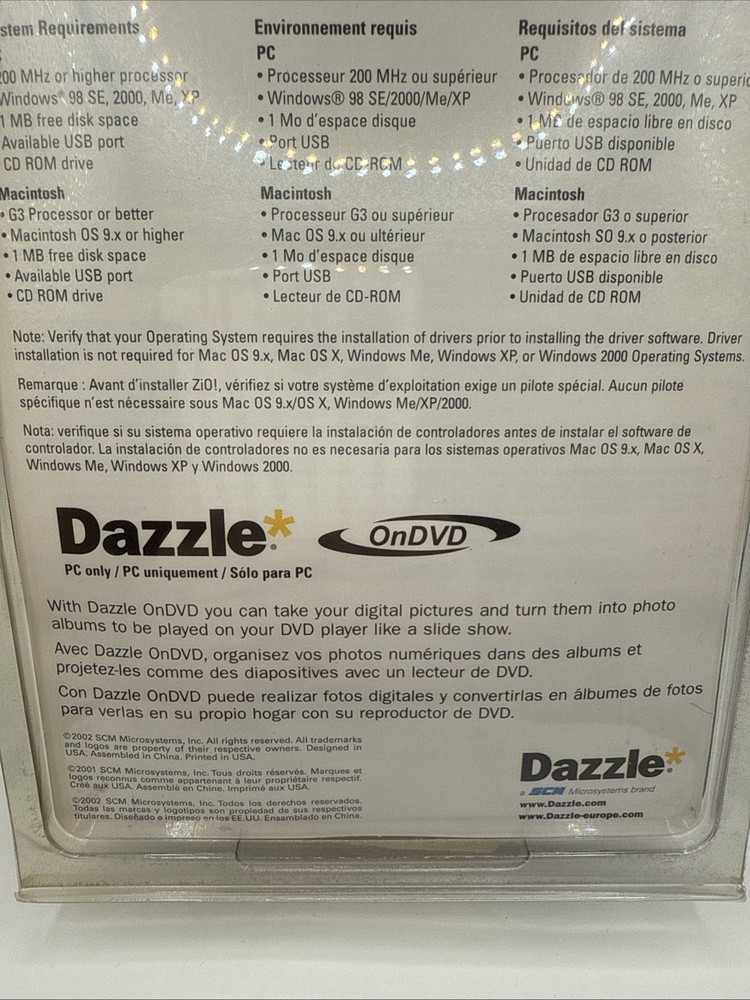 stem Requirements
200 MHz or higher processor
Windows® 98 SE, 2000, Me, XP
1 MB free disk space
Available USB port
CD ROM drive
Macintosh
• G3 Processor or better
• Macintosh OS 9.x or higher
• 1 MB free disk space
• Available USB port
• CD ROM drive
Environnement requis
PC
• Processeur 200 MHz ou supérieur
• Windows® 98 SE/2000/Me/XP
• 1 Mo d'espace disque
• Port USB
• Lecteur de CD-ROM
Macintosh
• Processeur G3 ou supérieur
• Mac OS 9.x ou ultérieur
• 1 Mo d'espace disque
• Port USB
• Lecteur de CD-ROM
Requisitos del sistema
PC
• Procesador de 200 MHz o superio
• Windows® 98 SE, 2000, Me, XP
• 1 MB de espacio libre en disco
• Puerto USB disponible
• Unidad de CD ROM
Macintosh
• Procesador G3 o superior
• Macintosh SO 9.x o posterior
• 1 MB de espacio libre en disco
• Puerto USB disponible
• Unidad de CD ROM
Note: Verify that your Operating System requires the installation of drivers prior to installing the driver software. Driver
installation is not required for Mac OS 9.x, Mac OS X, Windows Me, Windows XP, or Windows 2000 Operating Systems.
Remarque : Avant d'installer ZiO!, vérifiez si votre système d'exploitation exige un pilote spécial. Aucun pilote
spécifique n'est nécessaire sous Mac OS 9.x/OS X, Windows Me/XP/2000.
Nota: verifique si su sistema operativo requiere la instalación de controladores antes de instalar el software de
controlador. La instalación de controladores no es necesaria para los sistemas operativos Mac OS 9.x, Mac OS X,
Windows Me, Windows XP y Windows 2000.
Dazzle*® OnDVD
PC only / PC uniquement / Sólo para PC
With Dazzle OnDVD you can take your digital pictures and turn them into photo
albums to be played on your DVD player like a slide show.
Avec Dazzle OnDVD, organisez vos photos numériques dans des albums et
projetez-les comme des diapositives avec un lecteur de DVD.
Con Dazzle OnDVD puede realizar fotos digitales y convertirlas en álbumes de fotos
para verlas en su propio hogar con su reproductor de DVD.
©2002 SCM Microsystems, Inc. All rights reserved. All trademarks
and logos are property of their respective owners. Designed in
USA. Assembled in China. Printed in USA.
©2001 SCM Microsystems, Inc. Tous droits réservés. Marques et
logos reconnus comme appartenant à leur propriétaire respectif.
Créé aux USA. Assemblé en Chine. Imprimé aux USA.
©2002 SCM Microsystems, Inc. Todos los derechos reservados.
Todas las marcas y logotipos son propiedad de sus respectivos
titulares. Diseñado e impreso en los EE.UU. Ensamblado en China.
Dazzle*®
a SCM Microsystems brand
www.Dazzle.com
www.Dazzle-europe.com